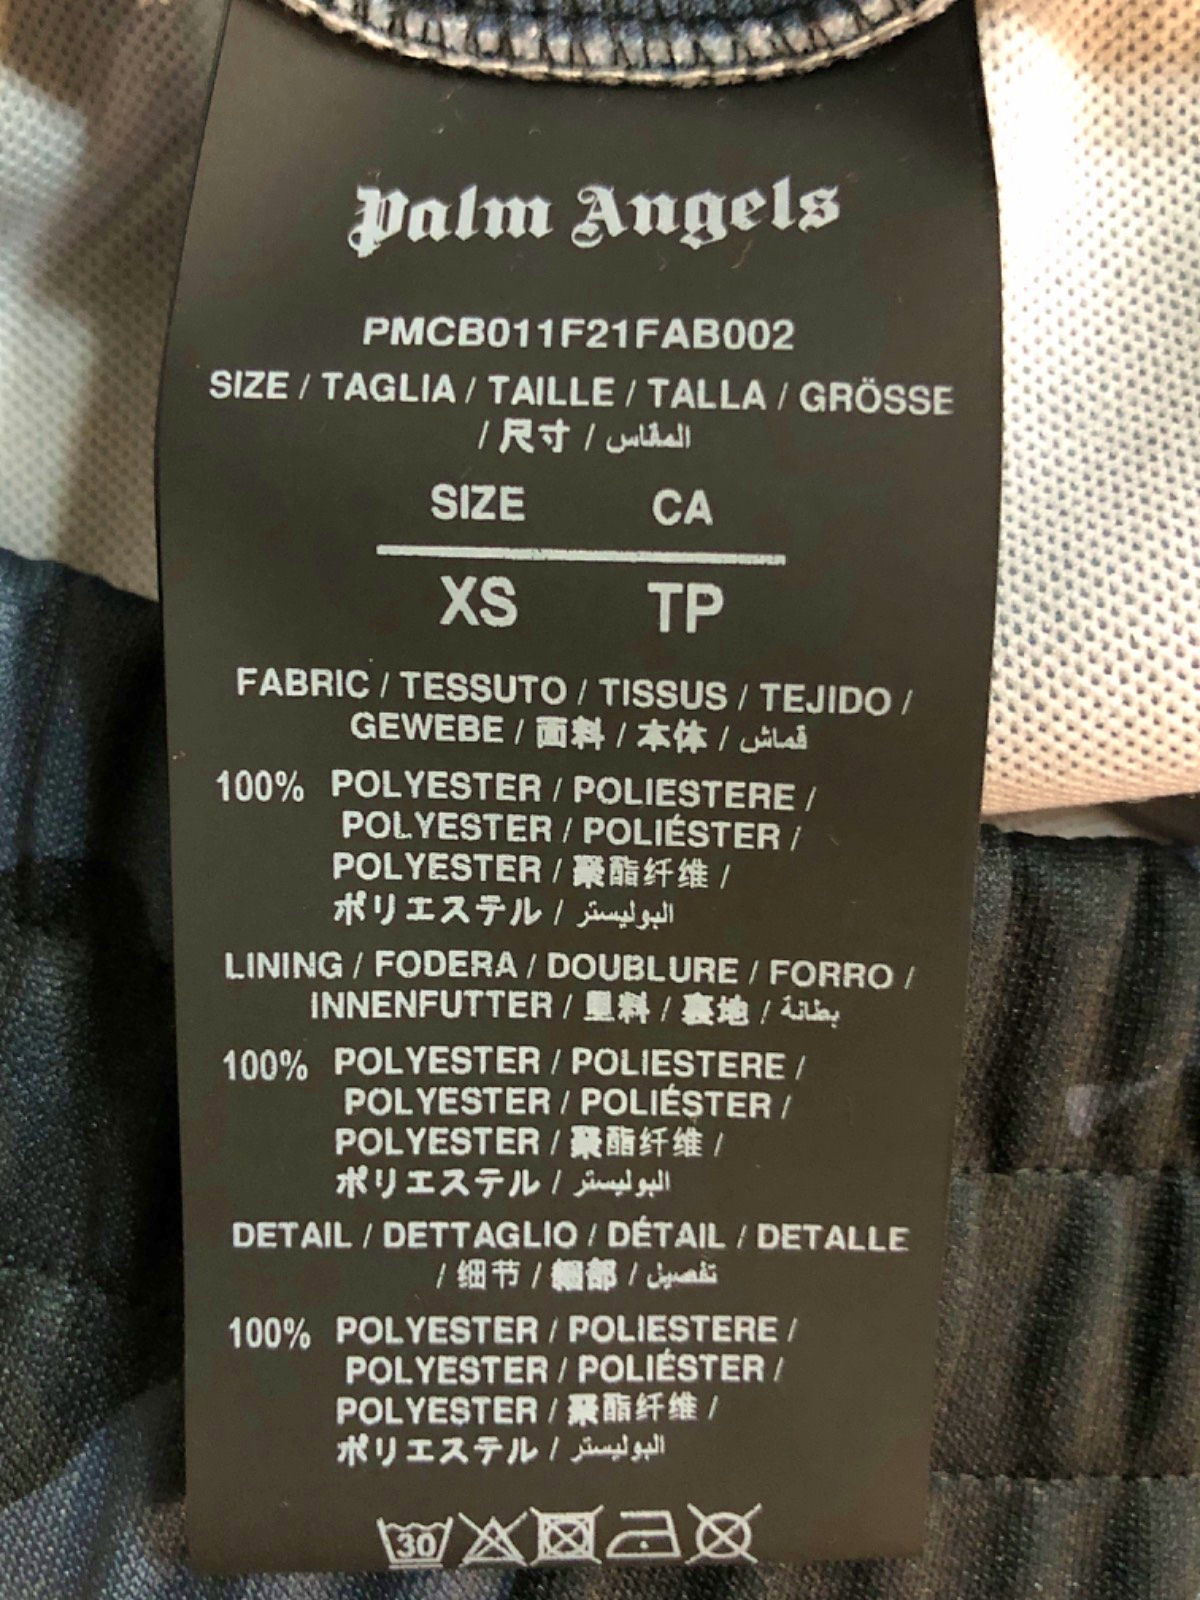 Palm Angels
PMCB011F21FAB002
SIZE / TAGLIA / TAILLE / TALLA / GRÖSSE
/ 尺寸 / المقاس
SIZE CA
XS TP
FABRIC / TESSUTO / TISSUS / TEJIDO /
GEWEBE / 面料 / 本体 / قماش
100% POLYESTER / POLIESTERE /
POLYESTER / POLIÉSTER /
POLYESTER / 聚酯纤维 /
ポリエステル / البوليستر
LINING / FODERA / DOUBLURE / FORRO /
INNENFUTTER / 里料 / 裏地 / بطانة
100% POLYESTER / POLIESTERE /
POLYESTER / POLIÉSTER /
POLYESTER / 聚酯纤维 /
ポリエステル / البوليستر
DETAIL / DETTAGLIO / DÉTAIL / DETALLE
/ 细节 / 細部 / تفصيل
100% POLYESTER / POLIESTERE /
POLYESTER / POLIÉSTER /
POLYESTER / 聚酯纤维 /
ポリエステル / البوليستر
30